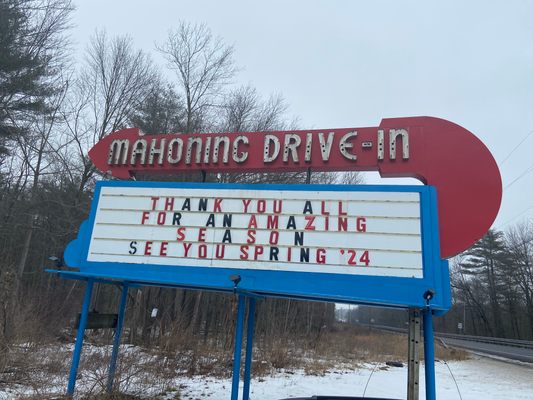 mahoning DRIVE-in
THANK YOU ALL
FOR AN AMAZING
SEASON
SEE YOU SPRING '24